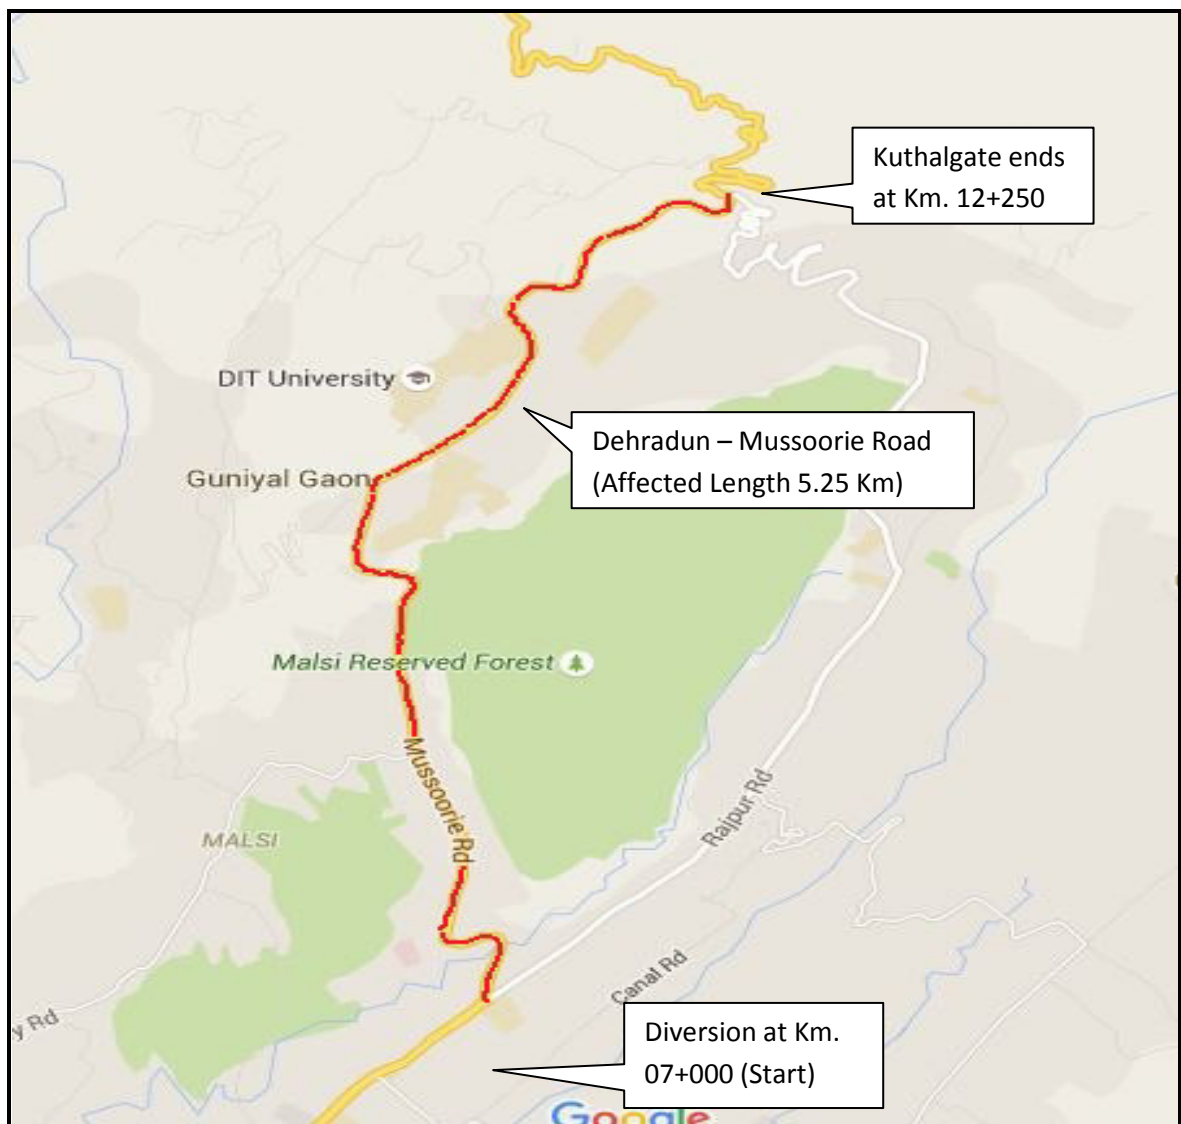 Kuthalgate ends
at Km. 12+250
DIT University
Dehradun – Mussoorie Road
(Affected Length 5.25 Km)
Guniyal Gaon
Malsi Reserved Forest
Mussoorie Rd
Rajpur Rd
MALSI
Canal Rd
y Rd
Diversion at Km.
07+000 (Start)
Google